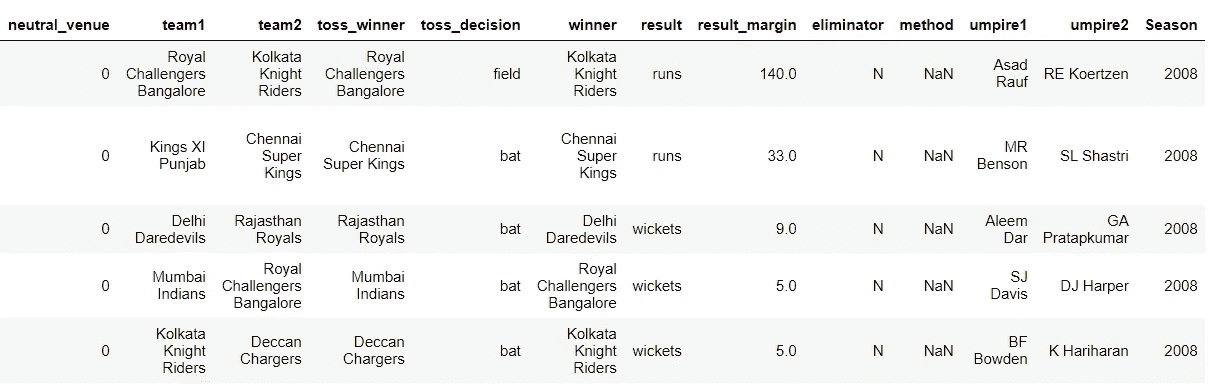 neutral_venue team1 team2 toss_winner toss_decision winner result result_margin eliminator method umpire1 umpire2 Season
0 Royal Challengers Bangalore Kolkata Knight Riders Royal Challengers Bangalore field Kolkata Knight Riders runs 140.0 N NaN Asad Rauf RE Koertzen 2008
0 Kings XI Punjab Chennai Super Kings Chennai Super Kings bat Chennai Super Kings runs 33.0 N NaN MR Benson SL Shastri 2008
0 Delhi Daredevils Rajasthan Royals Rajasthan Royals bat Delhi Daredevils wickets 9.0 N NaN Aleem Dar GA Pratapkumar 2008
0 Mumbai Indians Royal Challengers Bangalore Mumbai Indians bat Royal Challengers Bangalore wickets 5.0 N NaN SJ Davis DJ Harper 2008
0 Kolkata Knight Riders Deccan Chargers Deccan Chargers bat Kolkata Knight Riders wickets 5.0 N NaN BF Bowden K Hariharan 2008